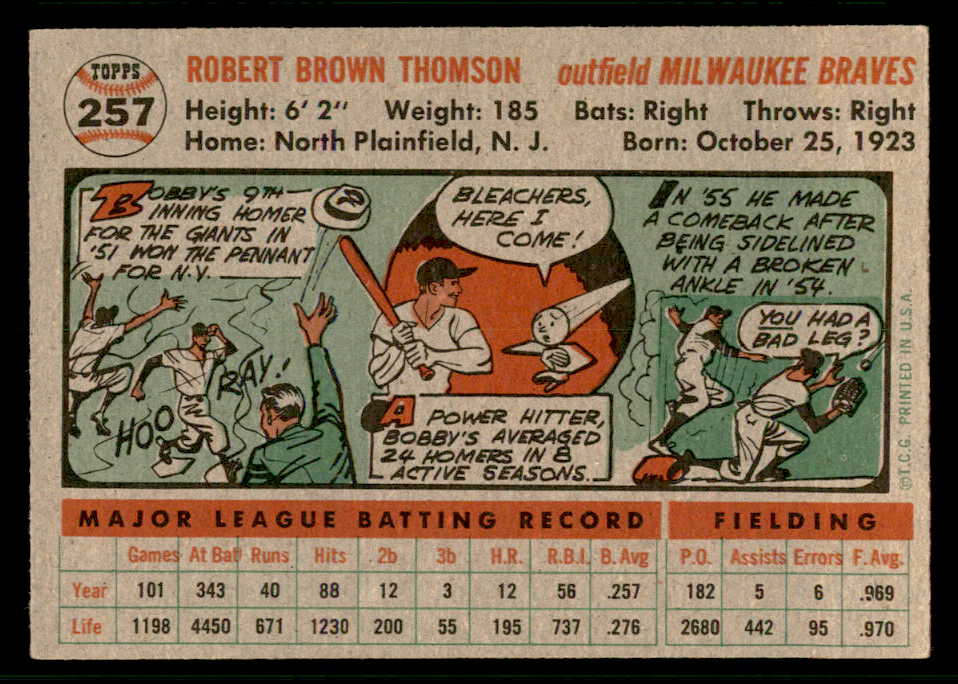 TOPPS
257
ROBERT BROWN THOMSON outfield MILWAUKEE BRAVES
Height: 6' 2" Weight: 185 Bats: Right Throws: Right
Home: North Plainfield, N. J. Born: October 25, 1923
BOBBY'S 9TH
INNING HOMER
FOR THE GIANTS IN
'51 WON THE PENNANT
FOR N.Y.
HOO
RAY!
BLEACHERS,
HERE I
COME!
A POWER HITTER,
BOBBY'S AVERAGED
24 HOMERS IN 8
ACTIVE SEASONS.
IN '55 HE MADE
A COMEBACK AFTER
BEING SIDELINED
WITH A BROKEN
ANKLE IN '54.
YOU HAD A
BAD LEG?
©T.C.G. PRINTED IN U.S.A.
MAJOR LEAGUE BATTING RECORD FIELDING
Games At Bat Runs Hits 2b 3b H.R. R.B.I. B. Avg P.O. Assists Errors F. Avg.
Year 101 343 40 88 12 3 12 56 .257 182 5 6 .969
Life 1198 4450 671 1230 200 55 195 737 .276 2680 442 95 .970